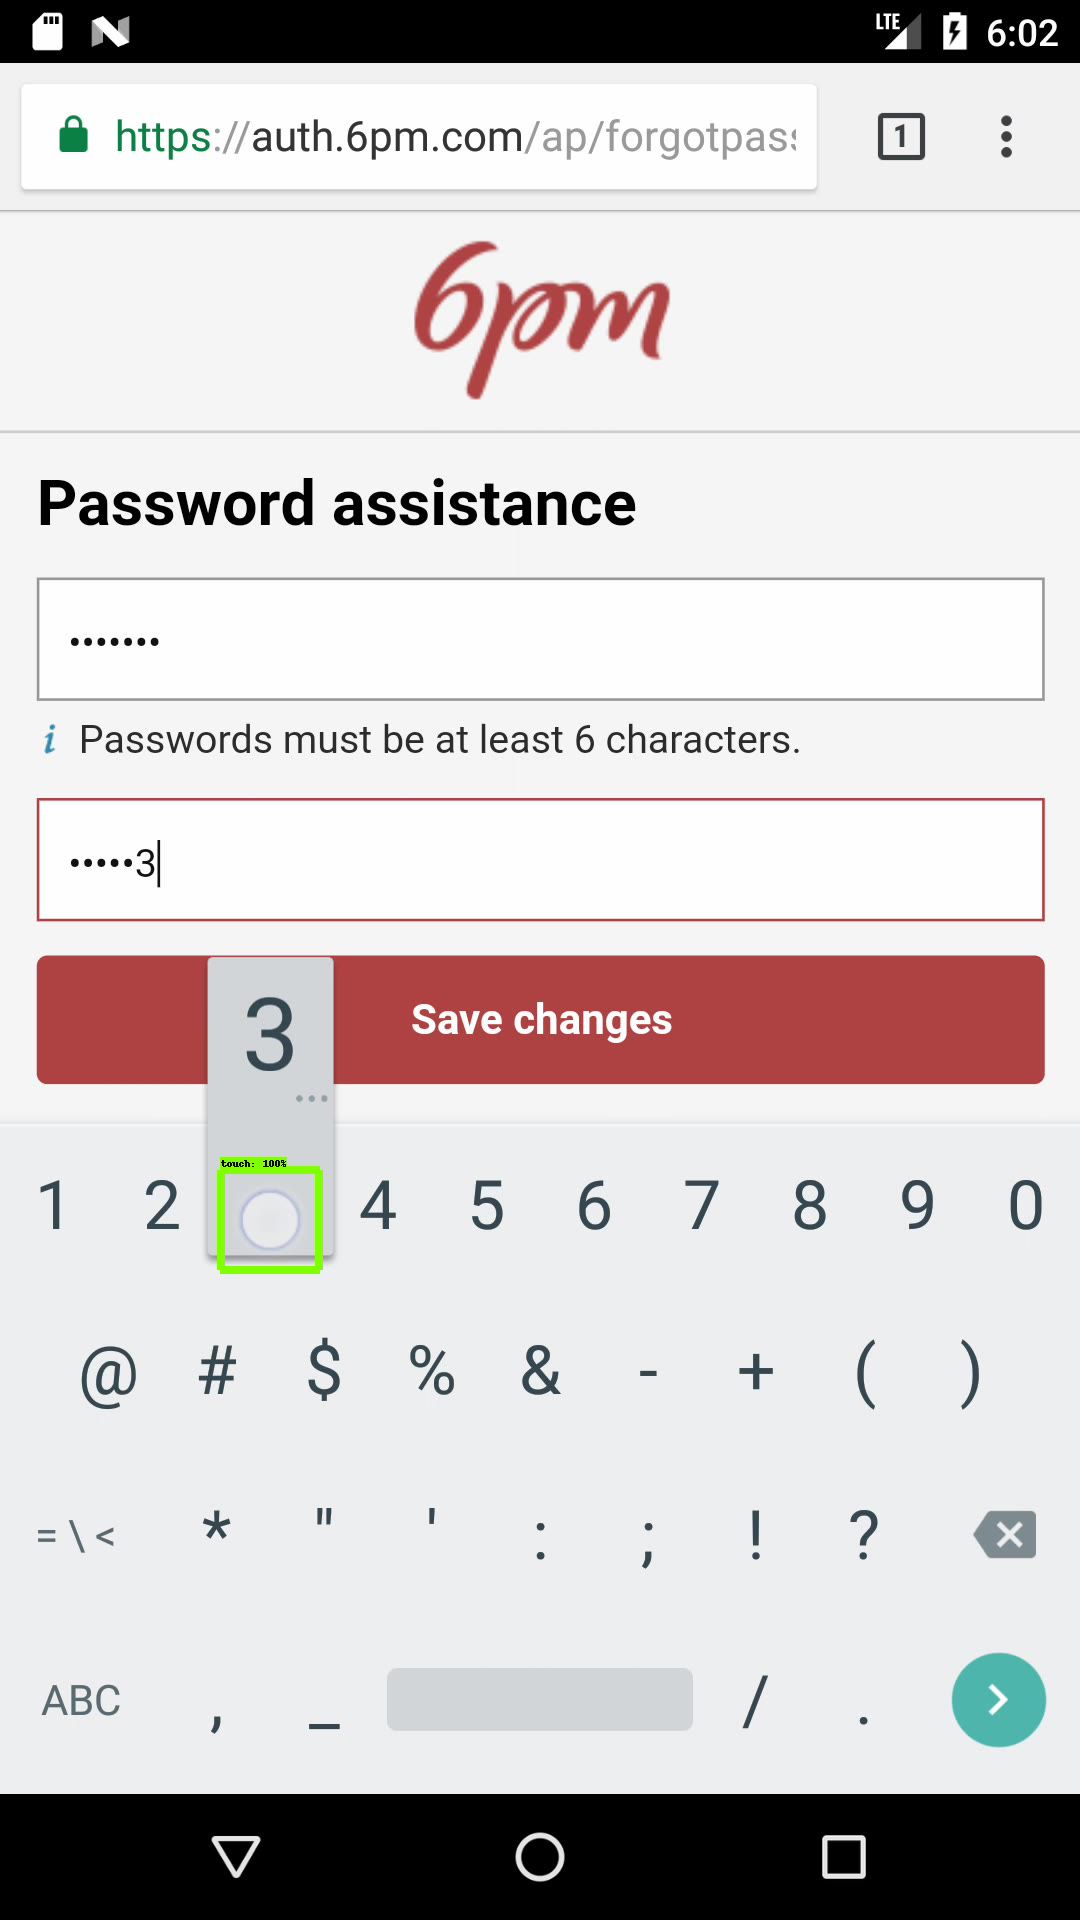 LTE 6:02
https://auth.6pm.com/ap/forgotpass 1
6pm
Password assistance
•••••••
i Passwords must be at least 6 characters.
•••••3
Save changes
3
...
touch: 100%
1 2 4 5 6 7 8 9 0
@ # $ % & - + ( )
= \ < * " ' : ; ! ?
ABC , _ / .